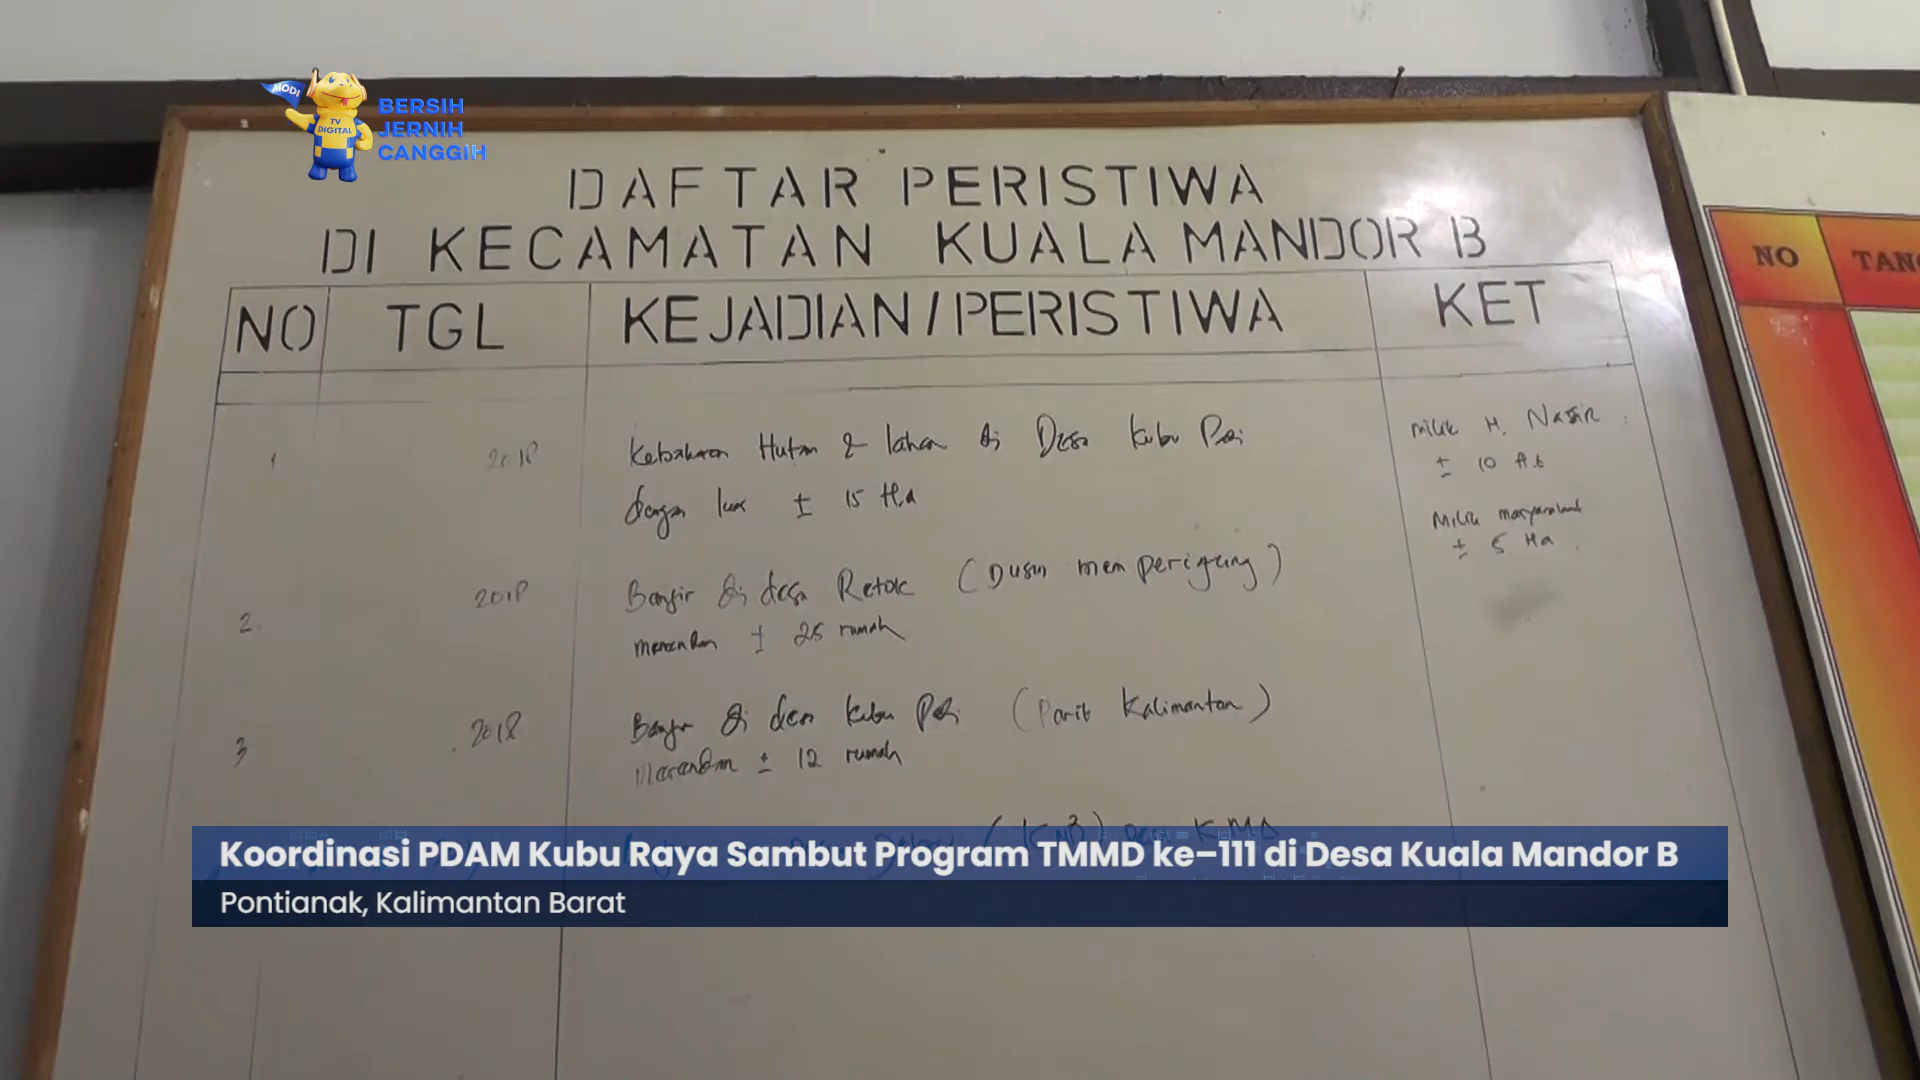 MODI
TV
DIGITAL
BERSIH
JERNIH
CANGGIH
DAFTAR PERISTIWA
DI KECAMATAN KUALA MANDOR B
NO TGL KEJADIAN/PERISTIWA KET
1 2018 Kebakaran Hutan & lahan di Desa Kubu Padi
dengan luas ± 15 Ha
Milik H. Nasir
± 10 Ha
Milik masyarakat
± 5 Ha
2. 2018 Banjir di desa Retok (Dusun memperigang)
merendam ± 25 rumah
3 2018 Banjir di desa Kubu Padi (Parit Kalimantan)
Merendam ± 12 rumah
(KMB) KMA
NO
TANG
Koordinasi PDAM Kubu Raya Sambut Program TMMD ke–111 di Desa Kuala Mandor B
Pontianak, Kalimantan Barat